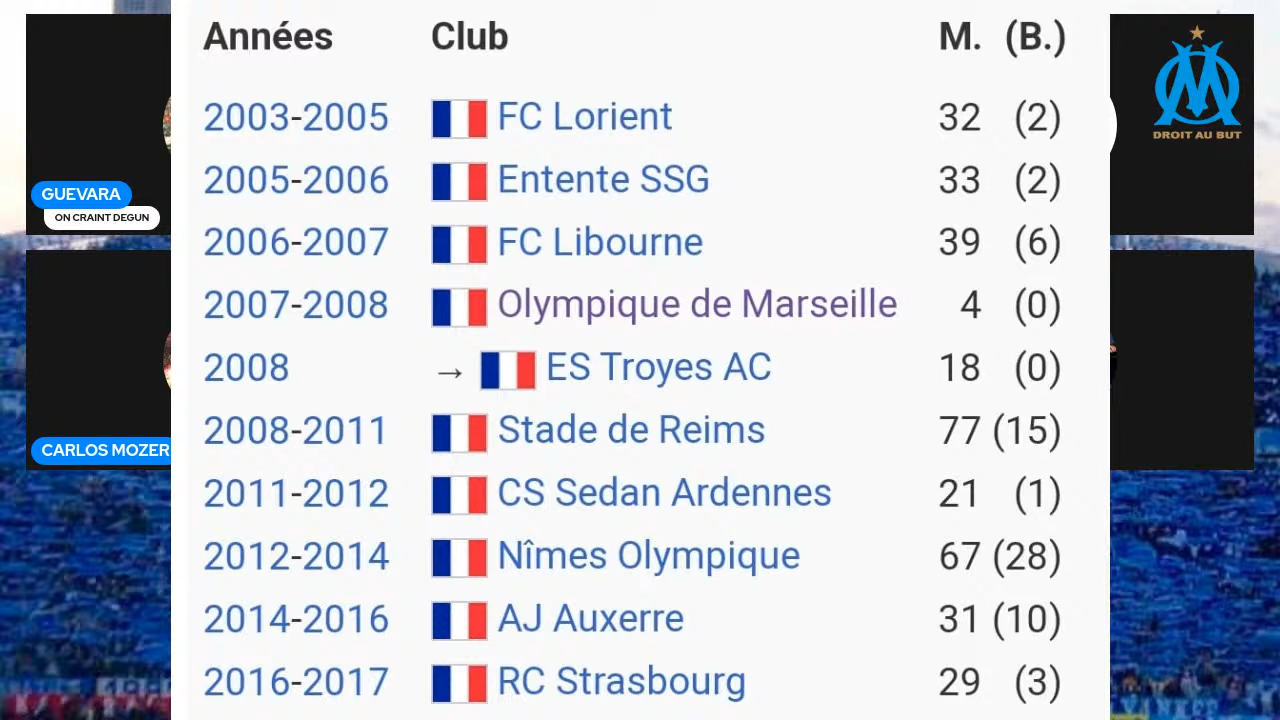 Années Club M. (B.)
2003-2005 FC Lorient 32 (2)
2005-2006 Entente SSG 33 (2)
2006-2007 FC Libourne 39 (6)
2007-2008 Olympique de Marseille 4 (0)
2008 → ES Troyes AC 18 (0)
2008-2011 Stade de Reims 77 (15)
2011-2012 CS Sedan Ardennes 21 (1)
2012-2014 Nîmes Olympique 67 (28)
2014-2016 AJ Auxerre 31 (10)
2016-2017 RC Strasbourg 29 (3)
GUEVARA
ON CRAINT DEGUN
CARLOS MOZER
DROIT AU BUT